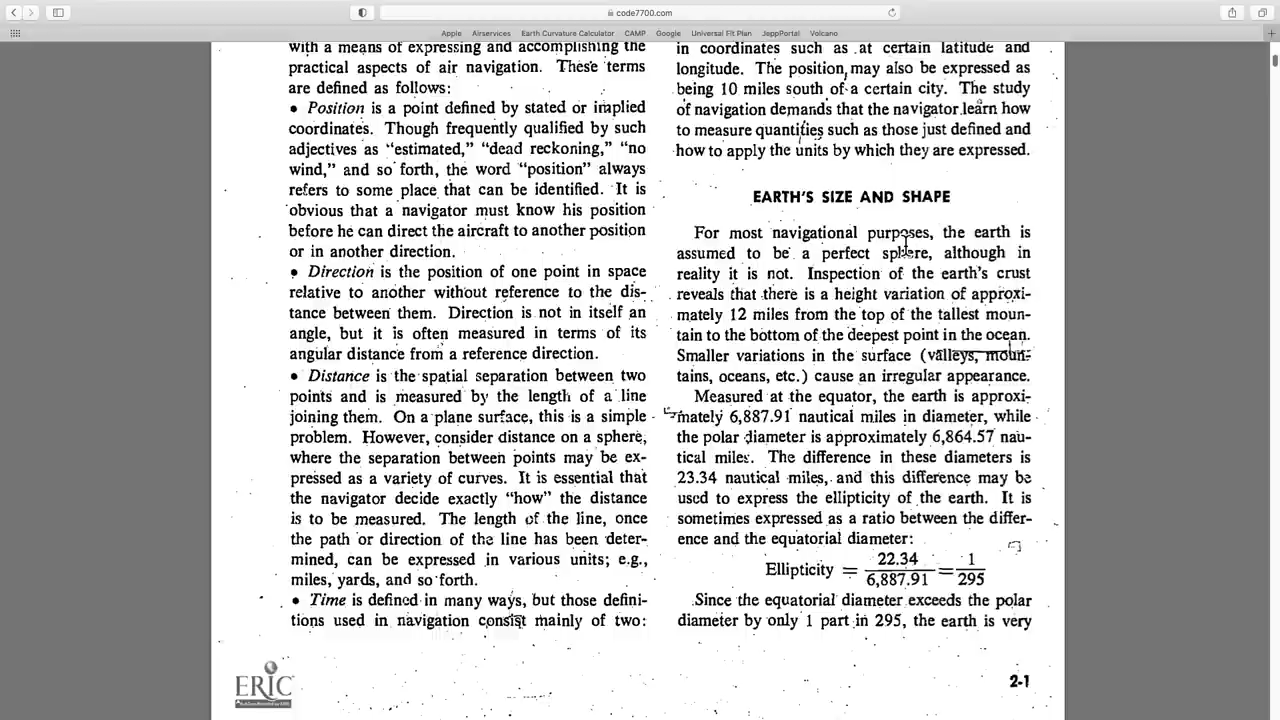 code7700.com
Apple Airservices Earth Curvature Calculator CAMP Google Universal Flt Plan JeppPortal Volcano
with a means of expressing and accomplishing the
practical aspects of air navigation. These terms
are defined as follows:
• Position is a point defined by stated or implied
coordinates. Though frequently qualified by such
adjectives as “estimated,” “dead reckoning,” “no
wind,” and so forth, the word “position” always
refers to some place that can be identified. It is
obvious that a navigator must know his position
before he can direct the aircraft to another position
or in another direction.
• Direction is the position of one point in space
relative to another without reference to the dis-
tance between them. Direction is not in itself an
angle, but it is often measured in terms of its
angular distance from a reference direction.
• Distance is the spatial separation between two
points and is measured by the length of a line
joining them. On a plane surface, this is a simple
problem. However, consider distance on a sphere,
where the separation between points may be ex-
pressed as a variety of curves. It is essential that
the navigator decide exactly “how” the distance
is to be measured. The length of the line, once
the path or direction of the line has been deter-
mined, can be expressed in various units; e.g.,
miles, yards, and so forth.
• Time is defined in many ways, but those defini-
tions used in navigation consist mainly of two:
in coordinates such as at certain latitude and
longitude. The position may also be expressed as
being 10 miles south of a certain city. The study
of navigation demands that the navigator learn how
to measure quantities such as those just defined and
how to apply the units by which they are expressed.
EARTH'S SIZE AND SHAPE
For most navigational purposes, the earth is
assumed to be a perfect sphere, although in
reality it is not. Inspection of the earth's crust
reveals that there is a height variation of approxi-
mately 12 miles from the top of the tallest moun-
tain to the bottom of the deepest point in the ocean.
Smaller variations in the surface (valleys, moun-
tains, oceans, etc.) cause an irregular appearance.
Measured at the equator, the earth is approxi-
mately 6,887.91 nautical miles in diameter, while
the polar diameter is approximately 6,864.57 nau-
tical miles. The difference in these diameters is
23.34 nautical miles, and this difference may be
used to express the ellipticity of the earth. It is
sometimes expressed as a ratio between the differ-
ence and the equatorial diameter:
Ellipticity = 22.34 / 6,887.91 = 1 / 295
Since the equatorial diameter exceeds the polar
diameter by only 1 part in 295, the earth is very
ERIC
2-1